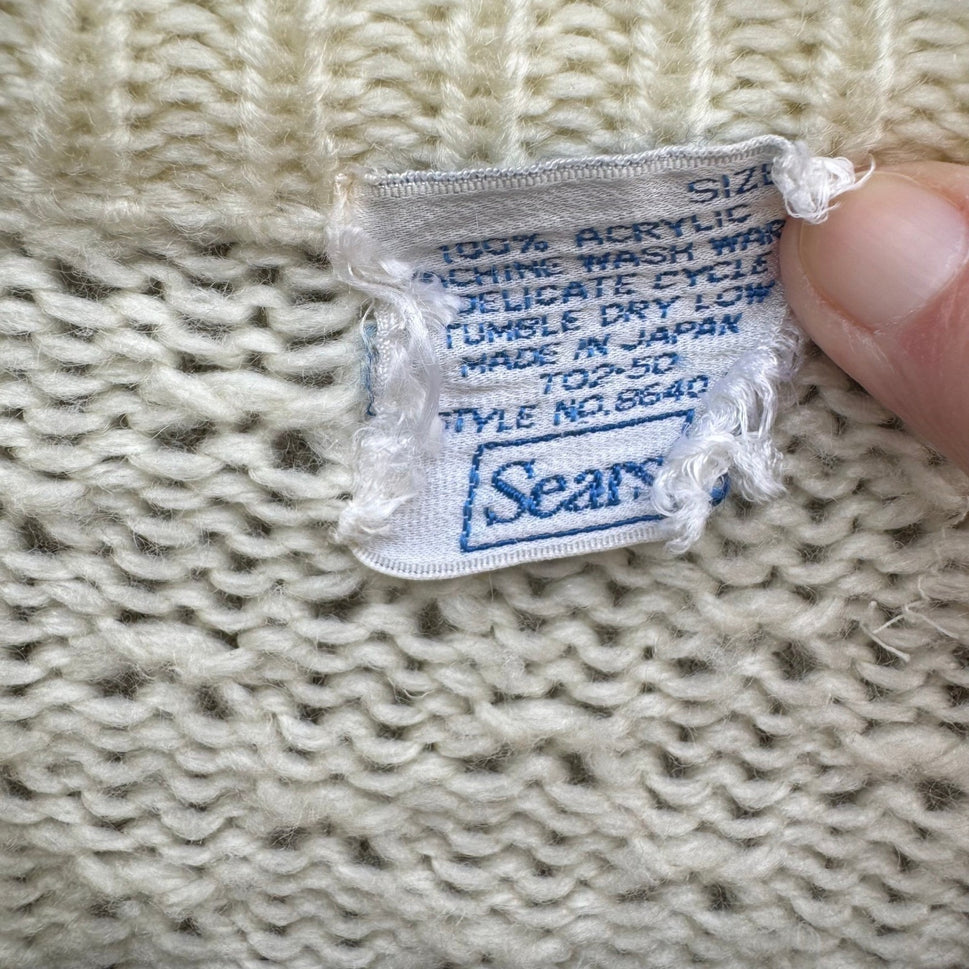 SIZE
100% ACRYLIC
MACHINE WASH WARM
DELICATE CYCLE
TUMBLE DRY LOW
MADE IN JAPAN
702-50
STYLE NO. 8640
Sears